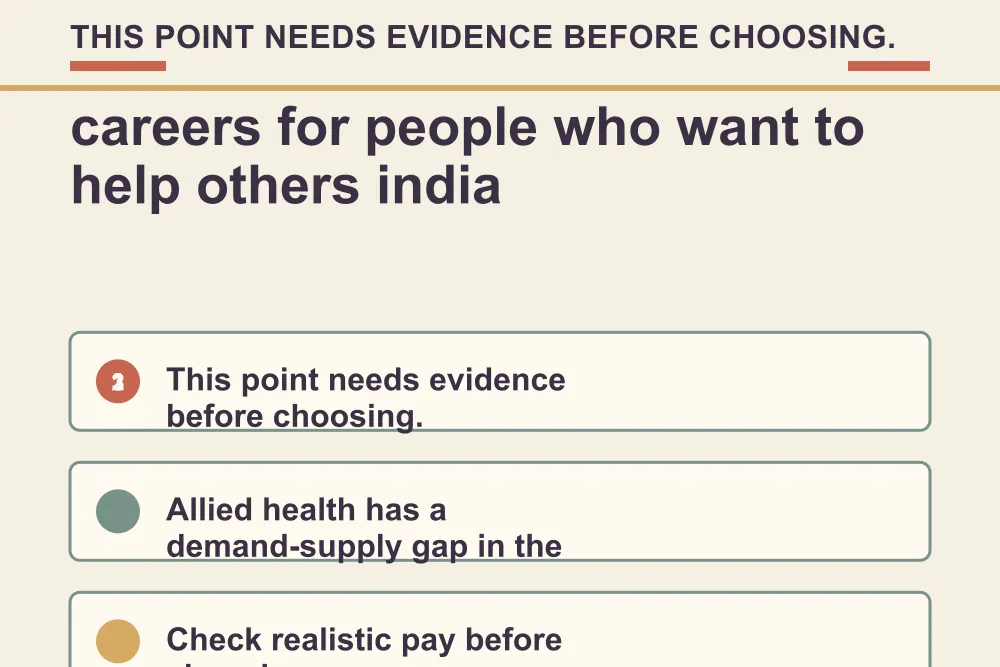 THIS POINT NEEDS EVIDENCE BEFORE CHOOSING.
careers for people who want to
help others india
This point needs evidence
before choosing.
Allied health has a
demand-supply gap in the
Check realistic pay before